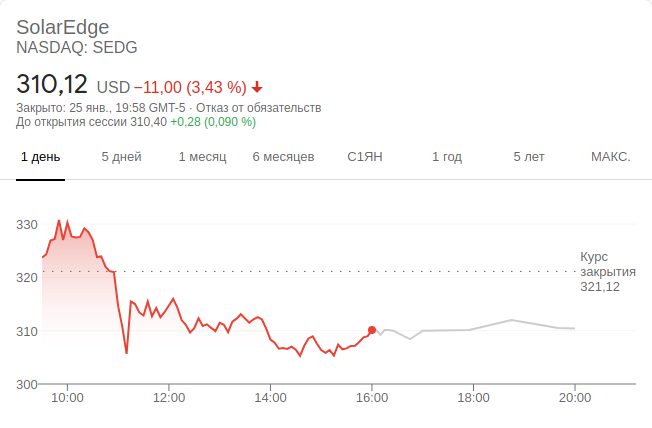 SolarEdge
NASDAQ: SEDG
310,12 USD −11,00 (3,43 %)
Закрыто: 25 янв., 19:58 GMT-5 · Отказ от обязательств
До открытия сессии 310,40 +0,28 (0,090 %)
1 день 5 дней 1 месяц 6 месяцев С1ЯН 1 год 5 лет МАКС.
330
Курс
320 закрытия
321,12
310
300
10:00 12:00 14:00 16:00 18:00 20:00